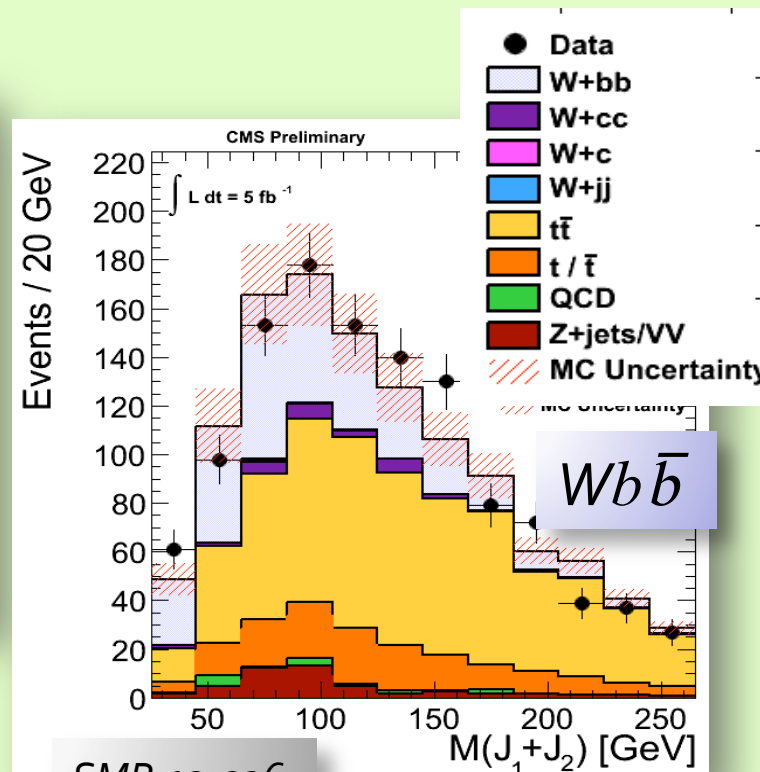 CMS Preliminary
∫ L dt = 5 fb⁻¹
Events / 20 GeV
220
200
180
160
140
120
100
80
60
40
20
0
50
100
150
200
250
M(J₁+J₂) [GeV]
Data
W+bb
W+cc
W+c
W+jj
tt̄
t / t̄
QCD
Z+jets/VV
MC Uncertainty
MC Uncertainty
Wbb̄